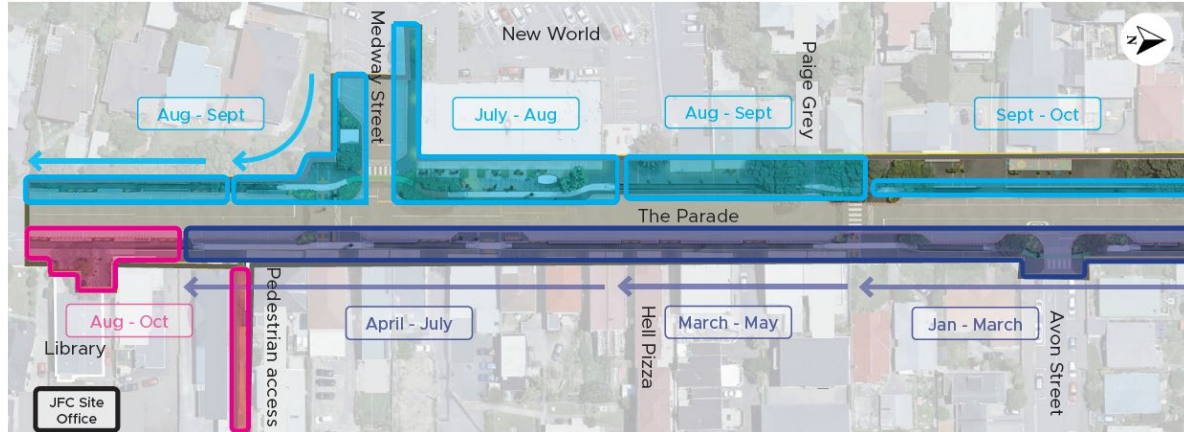 New World
Medway Street
Paige Grey
N
Aug - Sept
July - Aug
Aug - Sept
Sept - Oct
The Parade
Aug - Oct
Library
Pedestrian access
April - July
Hell Pizza
March - May
Jan - March
Avon Street
JFC Site
Office